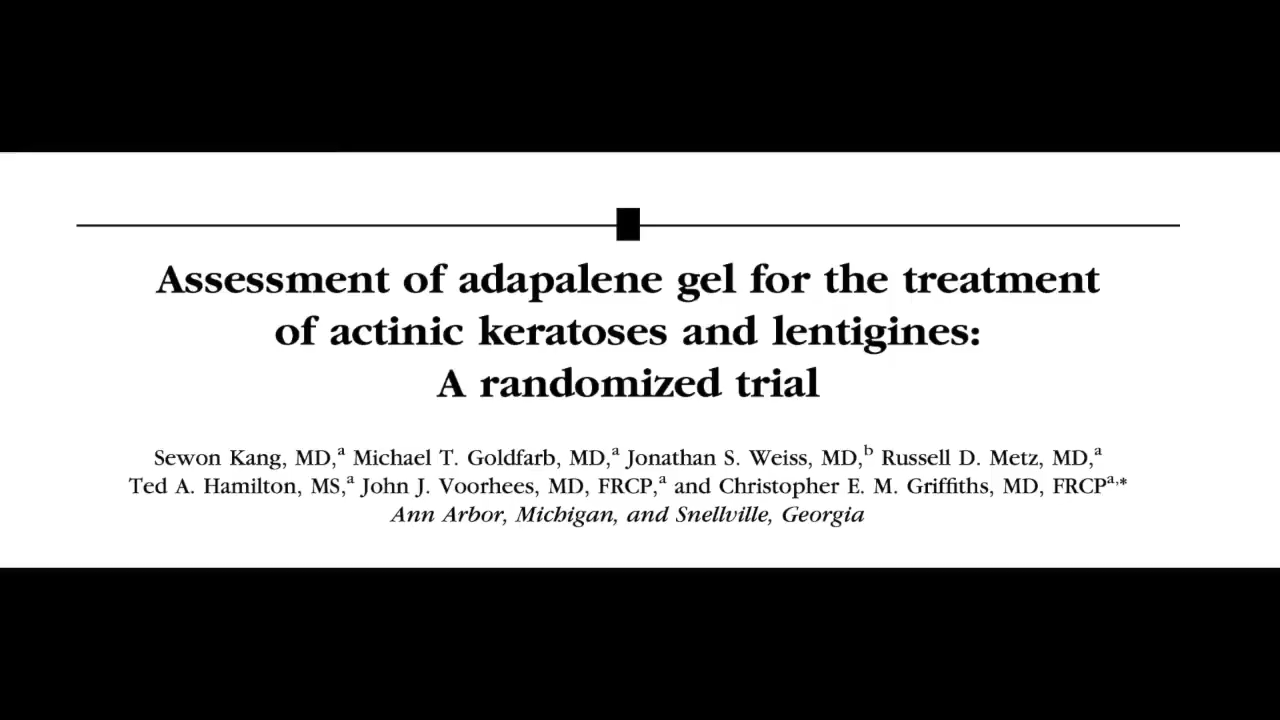 Assessment of adapalene gel for the treatment
of actinic keratoses and lentigines:
A randomized trial
Sewon Kang, MD,ᵃ Michael T. Goldfarb, MD,ᵃ Jonathan S. Weiss, MD,ᵇ Russell D. Metz, MD,ᵃ
Ted A. Hamilton, MS,ᵃ John J. Voorhees, MD, FRCP,ᵃ and Christopher E. M. Griffiths, MD, FRCPᵃ,*
Ann Arbor, Michigan, and Snellville, Georgia